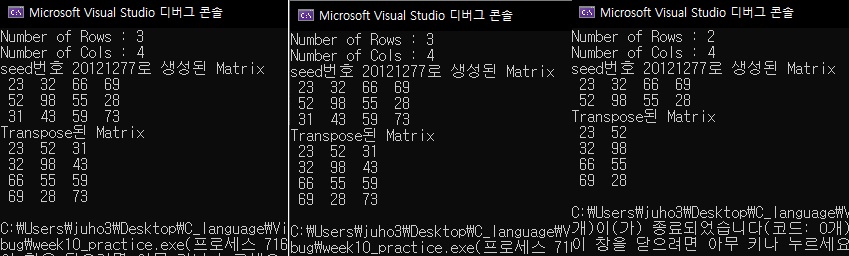 Microsoft Visual Studio 디버그 콘솔
Number of Rows : 3
Number of Cols : 4
seed번호 20121277로 생성된 Matrix
23 32 66 69
52 98 55 28
31 43 59 73
Transpose된 Matrix
23 52 31
32 98 43
66 55 59
69 28 73
C:\Users\juho3\Desktop\C_language\Vi
bug\week10_practice.exe(프로세스 716
Microsoft Visual Studio 디버그 콘솔
Number of Rows : 3
Number of Cols : 4
seed번호 20121277로 생성된 Matrix
23 32 66 69
52 98 55 28
31 43 59 73
Transpose된 Matrix
23 52 31
32 98 43
66 55 59
69 28 73
C:\Users\juho3\Desktop\C_language\V
bug\week10_practice.exe(프로세스 71
Microsoft Visual Studio 디버그 콘솔
Number of Rows : 2
Number of Cols : 4
seed번호 20121277로 생성된 Matrix
23 32 66 69
52 98 55 28
Transpose된 Matrix
23 52
32 98
66 55
69 28
C:\Users\juho3\Desktop\C_language\V
개)이(가) 종료되었습니다(코드: 0개)
이 창을 닫으려면 아무 키나 누르세요